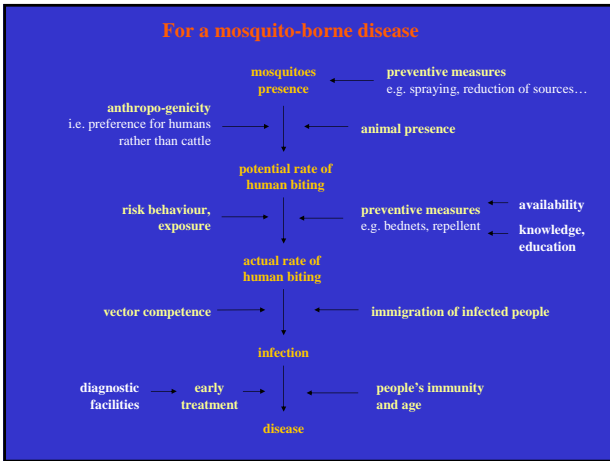 For a mosquito-borne disease
mosquitoes
presence
preventive measures
e.g. spraying, reduction of sources…
anthropo-genicity
i.e. preference for humans
rather than cattle
animal presence
potential rate of
human biting
risk behaviour,
exposure
preventive measures
e.g. bednets, repellent
availability
knowledge,
education
actual rate of
human biting
vector competence
immigration of infected people
infection
diagnostic
facilities
early
treatment
people's immunity
and age
disease